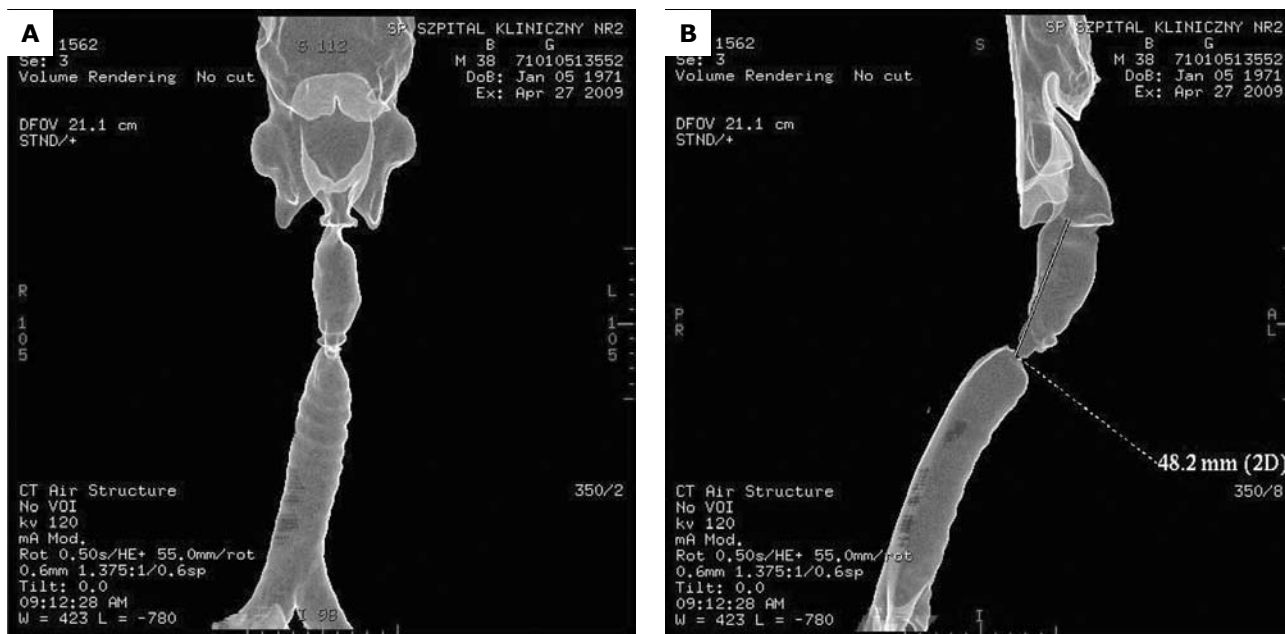 A
SP SZPITAL KLINICZNY NR2
1562
S 112
B G
Se: 3
M 38 71010513552
Volume Rendering No cut
DoB: Jan 05 1971
Ex: Apr 27 2009
DFOV 21.1 cm
STND/+
R
L
105
105
CT Air Structure
350/2
No VOI
kv 120
mA Mod.
Rot 0.50s/HE+ 55.0mm/rot
0.6mm 1.375:1/0.6sp
Tilt: 0.0
09:12:28 AM
W = 423 L = -780
I 98
B
SP SZPITAL KLINICZNY NR2
1562
S
B G
Se: 3
M 38 71010513552
Volume Rendering No cut
DoB: Jan 05 1971
Ex: Apr 27 2009
DFOV 21.1 cm
STND/+
PR
AL
48.2 mm (2D)
CT Air Structure
350/8
No VOI
kv 120
mA Mod.
Rot 0.50s/HE+ 55.0mm/rot
0.6mm 1.375:1/0.6sp
Tilt: 0.0
09:12:28 AM
W = 423 L = -780
I